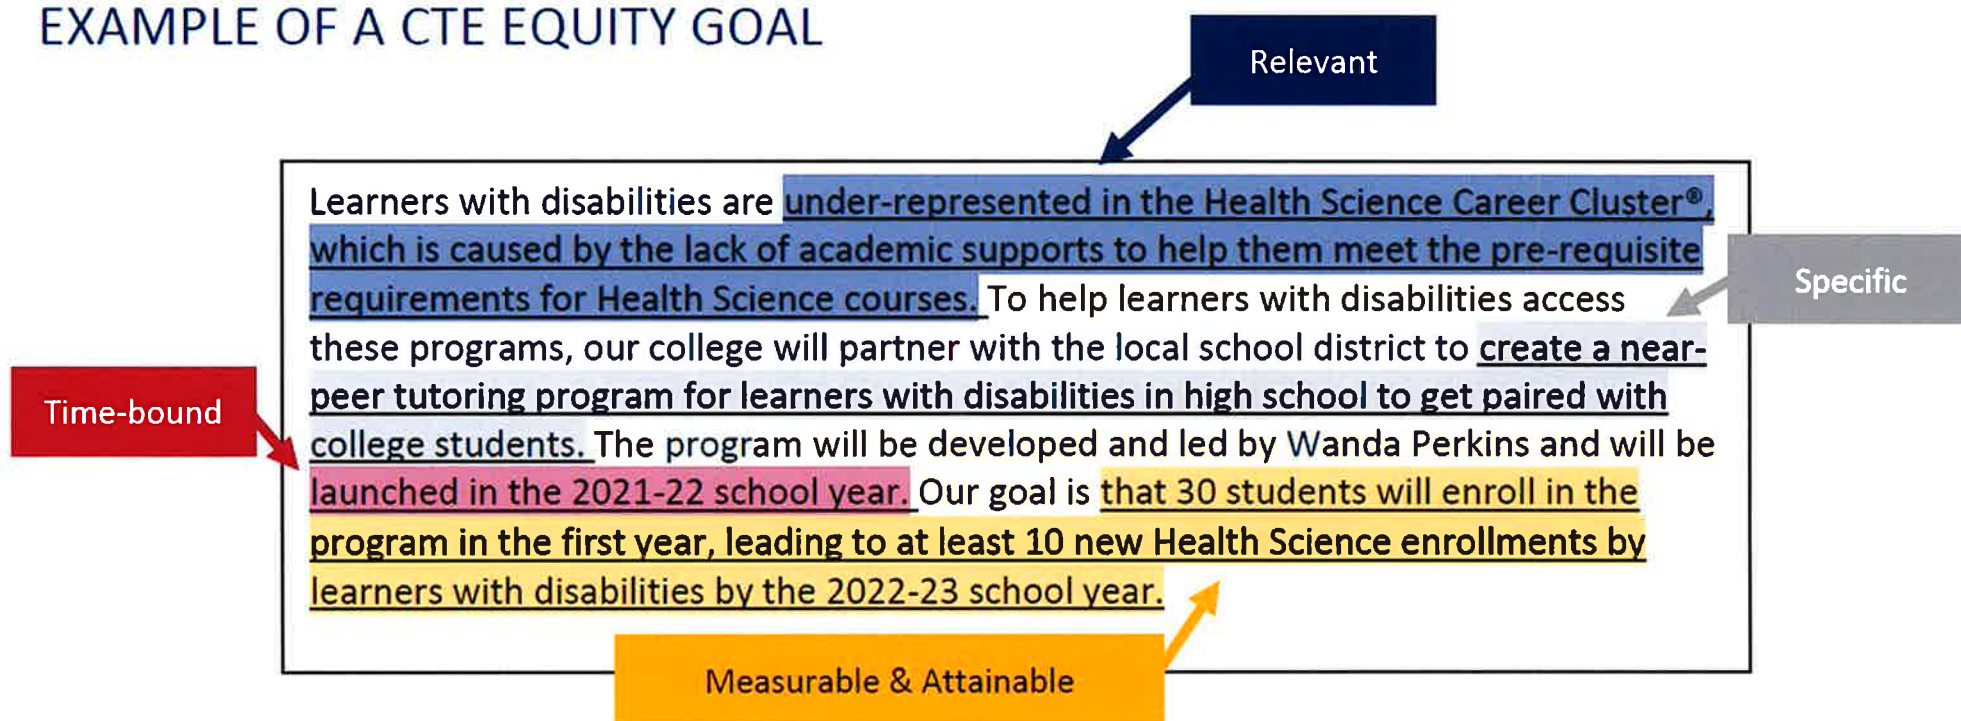 EXAMPLE OF A CTE EQUITY GOAL
Relevant
Learners with disabilities are under-represented in the Health Science Career Cluster®,
which is caused by the lack of academic supports to help them meet the pre-requisite
requirements for Health Science courses. To help learners with disabilities access
Specific
these programs, our college will partner with the local school district to create a near-
peer tutoring program for learners with disabilities in high school to get paired with
Time-bound
college students. The program will be developed and led by Wanda Perkins and will be
launched in the 2021-22 school year. Our goal is that 30 students will enroll in the
program in the first year, leading to at least 10 new Health Science enrollments by
learners with disabilities by the 2022-23 school year.
Measurable & Attainable